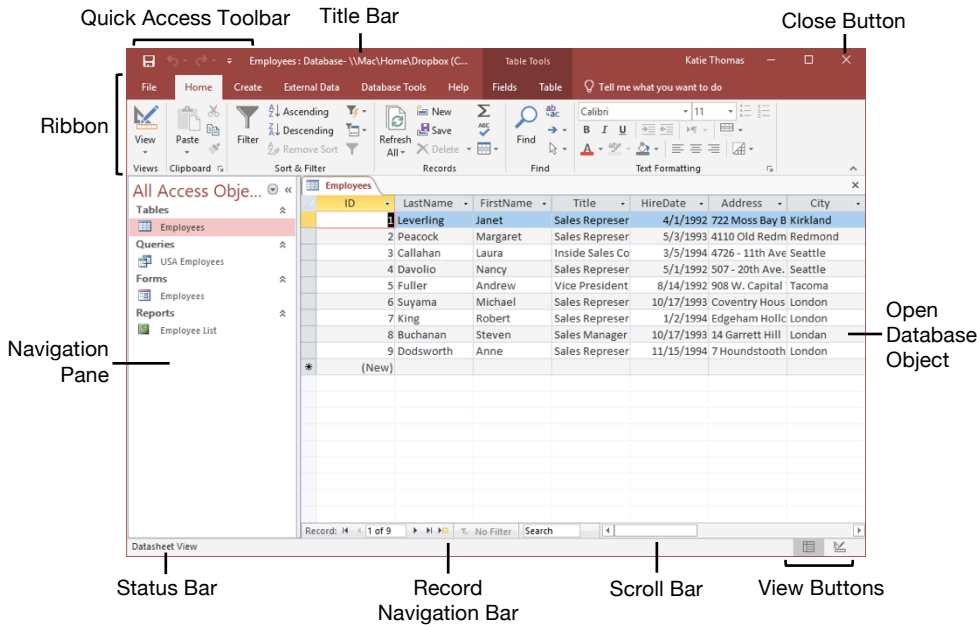 Quick Access Toolbar
Title Bar
Close Button
Employees : Database- \\Mac\Home\Dropbox (C...
Table Tools
Katie Thomas
File Home Create External Data Database Tools Help Fields Table Tell me what you want to do
Ribbon
View
Paste
Filter
Ascending
Descending
Remove Sort
Refresh All
New
Save
Delete
Find
Calibri 11
B I U
Views Clipboard Sort & Filter Records Find Text Formatting
All Access Obje...
Tables
Employees
Queries
USA Employees
Forms
Employees
Reports
Employee List
Employees
ID LastName FirstName Title HireDate Address City
1 Leverling Janet Sales Represer 4/1/1992 722 Moss Bay B Kirkland
2 Peacock Margaret Sales Represer 5/3/1993 4110 Old Redm Redmond
3 Callahan Laura Inside Sales Co 3/5/1994 4726 - 11th Ave Seattle
4 Davolio Nancy Sales Represer 5/1/1992 507 - 20th Ave. Seattle
5 Fuller Andrew Vice President, 8/14/1992 908 W. Capital Tacoma
6 Suyama Michael Sales Represer 10/17/1993 Coventry Hous London
7 King Robert Sales Represer 1/2/1994 Edgeham Hollc London
8 Buchanan Steven Sales Manager 10/17/1993 14 Garrett Hill Londan
9 Dodsworth Anne Sales Represer 11/15/1994 7 Houndstooth London
(New)
Navigation
Pane
Open
Database
Object
Record: 1 of 9 No Filter Search
Datasheet View
Status Bar
Record
Navigation Bar
Scroll Bar
View Buttons